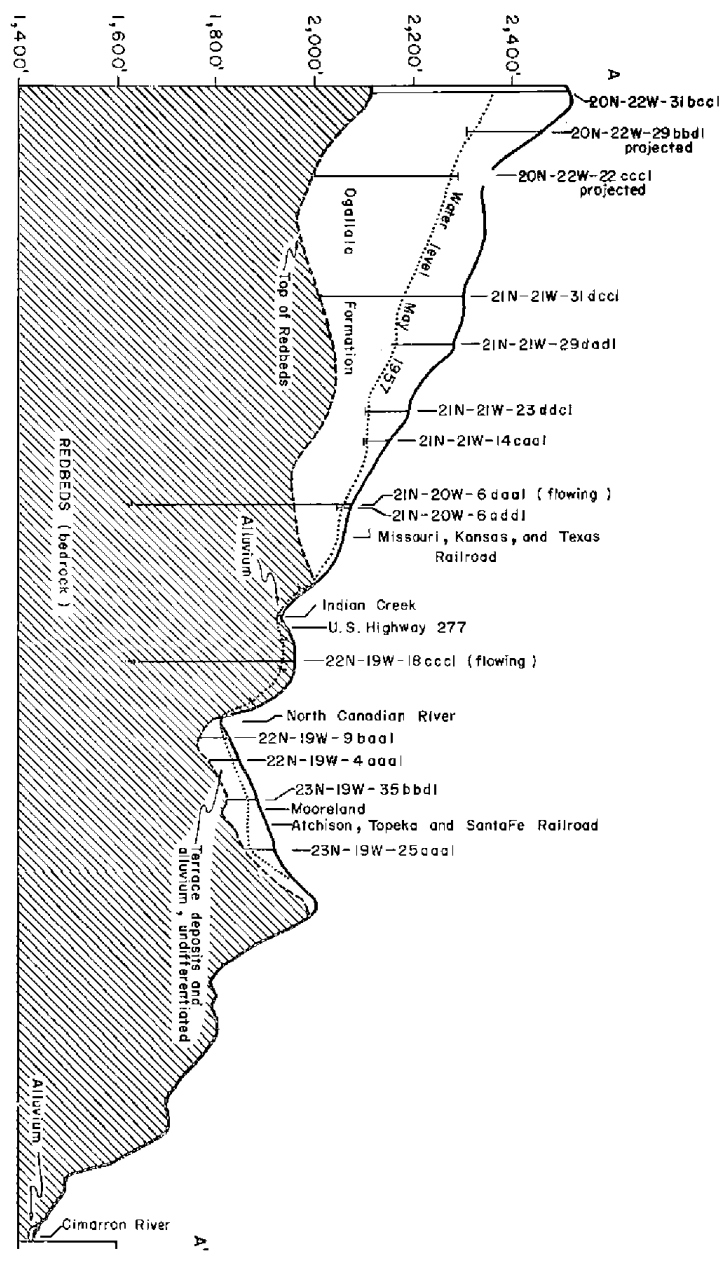 1,400'
1,600'
1,800'
2,000'
2,200'
2,400'
A
20N-22W-31bccl
20N-22W-29bbdl
projected
20N-22W-22cccl
projected
Water level May 1957
Ogallala Formation
Top of Redbeds
21N-21W-31dccl
21N-21W-29dadl
21N-21W-23ddcl
21N-21W-14caal
21N-20W-6daal (flowing)
21N-20W-6addl
Missouri, Kansas, and Texas
Railroad
REDBEDS (bedrock)
Alluvium
Indian Creek
U.S. Highway 277
22N-19W-18cccl (flowing)
North Canadian River
22N-19W-9baal
22N-19W-4aaal
23N-19W-35bbdl
Mooreland
Atchison, Topeka and SantaFe Railroad
23N-19W-25aaal
Terrace deposits and
alluvium, undifferentiated
Alluvium
Cimarron River
A'